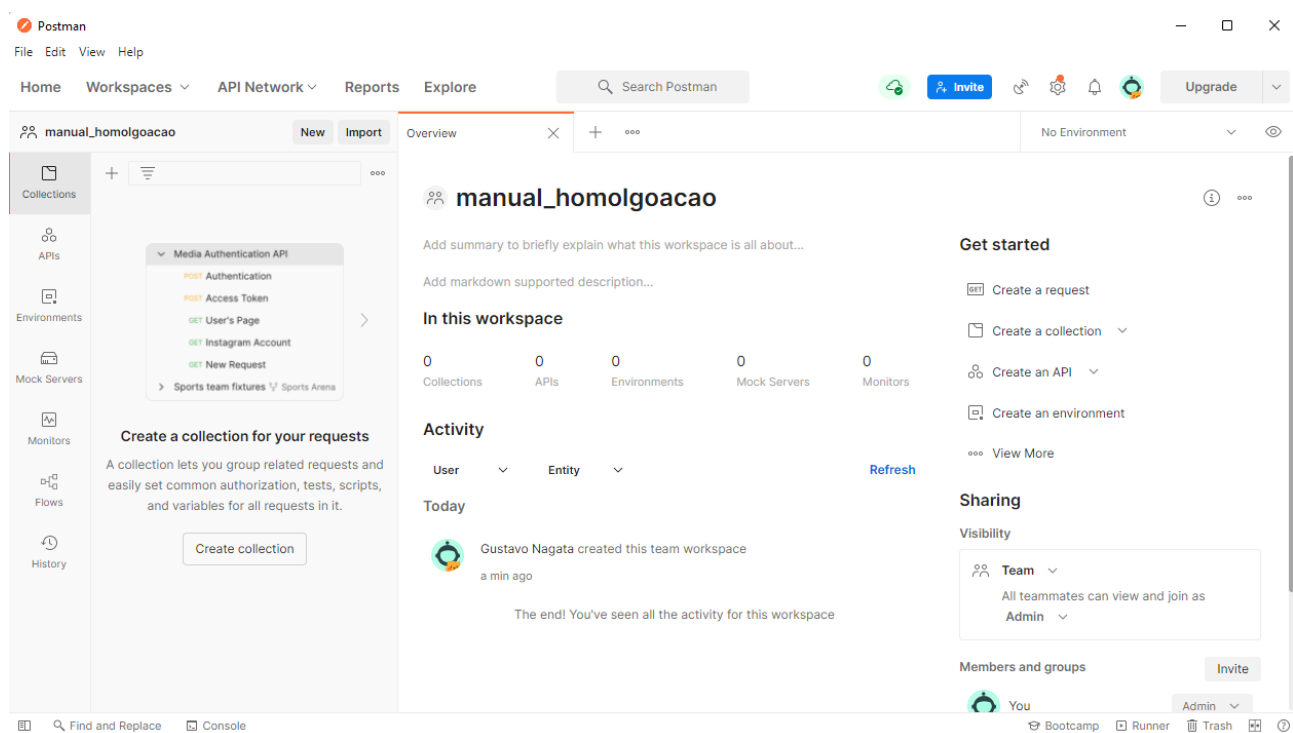 Postman
File Edit View Help
Home Workspaces API Network Reports Explore Search Postman Invite Upgrade
manual_homolgoacao New Import Overview No Environment
Collections
APIs
Environments
Mock Servers
Monitors
Flows
History
Media Authentication API
POST Authentication
POST Access Token
GET User's Page
GET Instagram Account
GET New Request
Sports team fixtures Sports Arena
Create a collection for your requests
A collection lets you group related requests and
easily set common authorization, tests, scripts,
and variables for all requests in it.
Create collection
manual_homolgoacao
Add summary to briefly explain what this workspace is all about...
Add markdown supported description...
In this workspace
0 0 0 0 0
Collections APIs Environments Mock Servers Monitors
Activity
User Entity Refresh
Today
Gustavo Nagata created this team workspace
a min ago
The end! You've seen all the activity for this workspace
Get started
GET Create a request
Create a collection
Create an API
Create an environment
View More
Sharing
Visibility
Team
All teammates can view and join as
Admin
Members and groups Invite
You Admin
Find and Replace Console Bootcamp Runner Trash